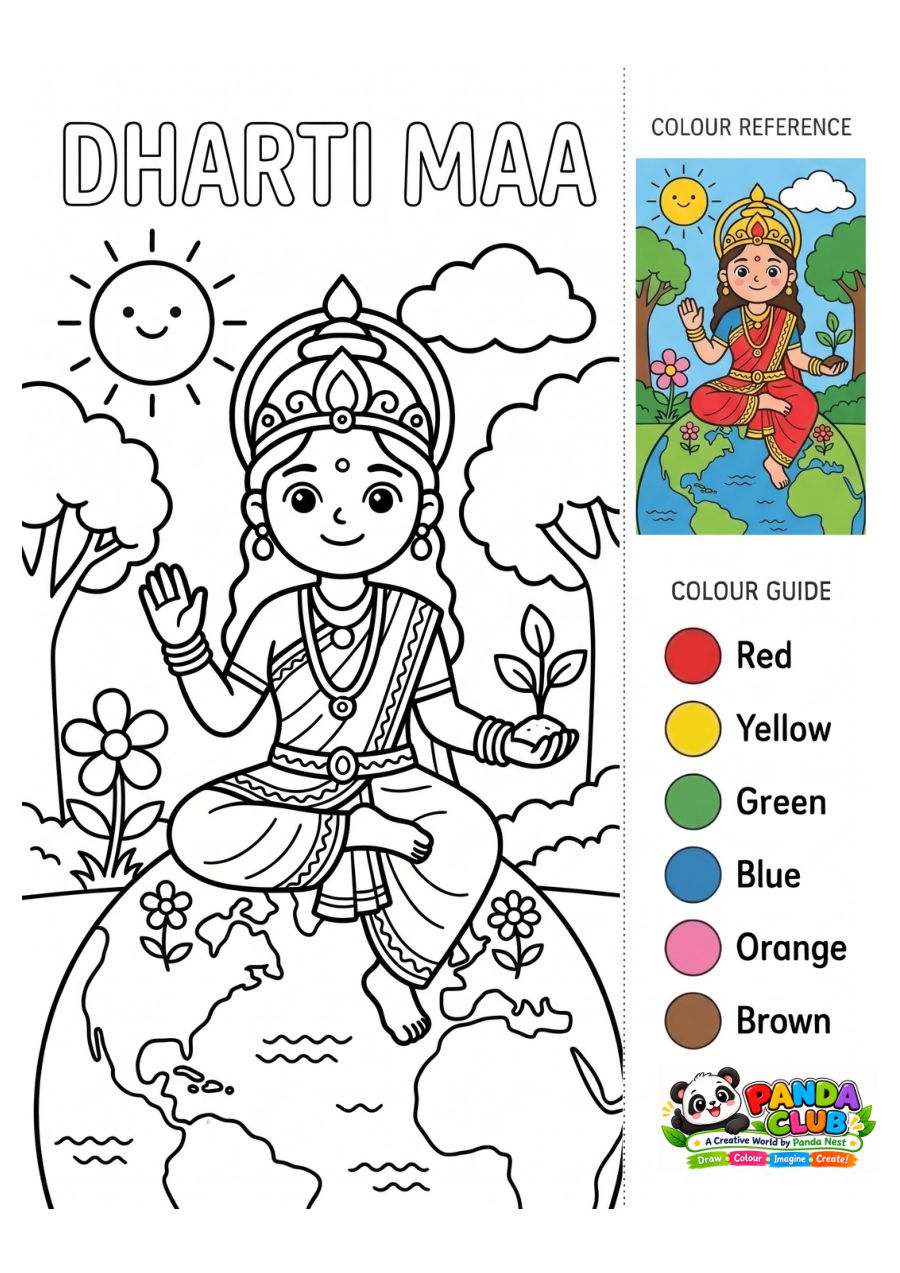 DHARTI MAA
COLOUR REFERENCE
COLOUR GUIDE
Red
Yellow
Green
Blue
Orange
Brown
PANDA
CLUB
A Creative World by Panda Nest
Draw • Colour • Imagine • Create!